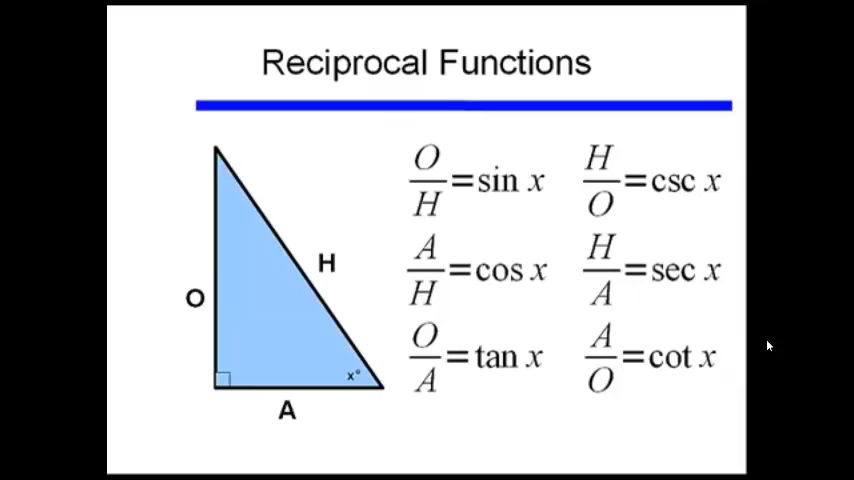 Reciprocal Functions
O/H = sin x  H/O = csc x
A/H = cos x  H/A = sec x
O/A = tan x  A/O = cot x
H
O
x°
A